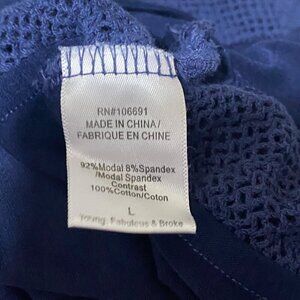 RN#106691
MADE IN CHINA/
FABRIQUE EN CHINE
92%Modal 8%Spandex
/Modal Spandex
Contrast
100%Cotton/Coton
L
Young, Fabulous & Broke